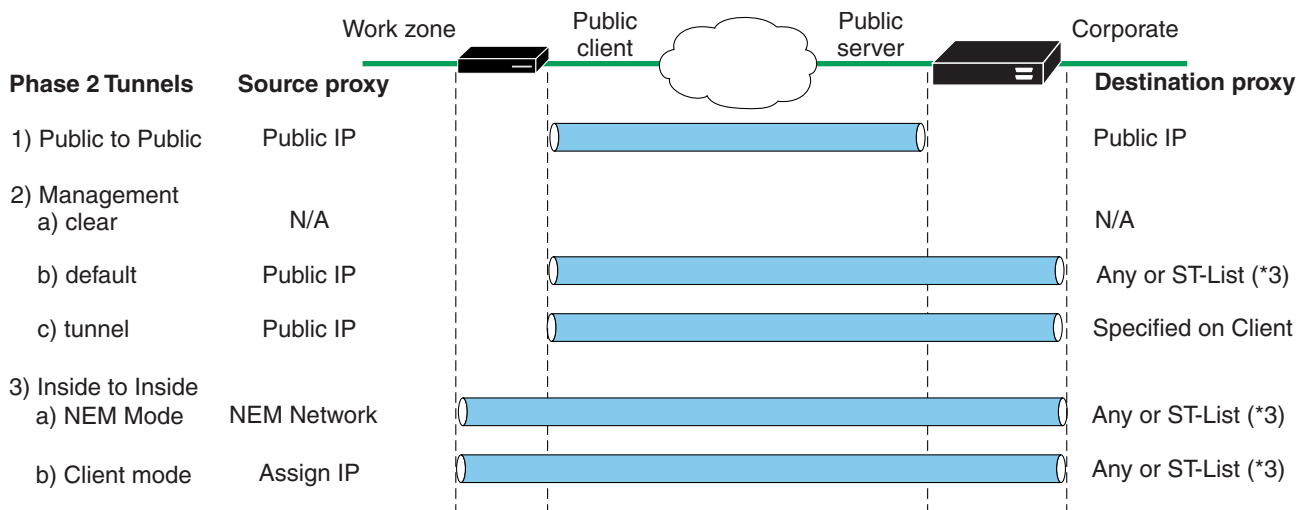 Work zone
Public
client
Public
server
Corporate
Phase 2 Tunnels Source proxy Destination proxy
1) Public to Public Public IP Public IP
2) Management
a) clear N/A N/A
b) default Public IP Any or ST-List (*3)
c) tunnel Public IP Specified on Client
3) Inside to Inside
a) NEM Mode NEM Network Any or ST-List (*3)
b) Client mode Assign IP Any or ST-List (*3)